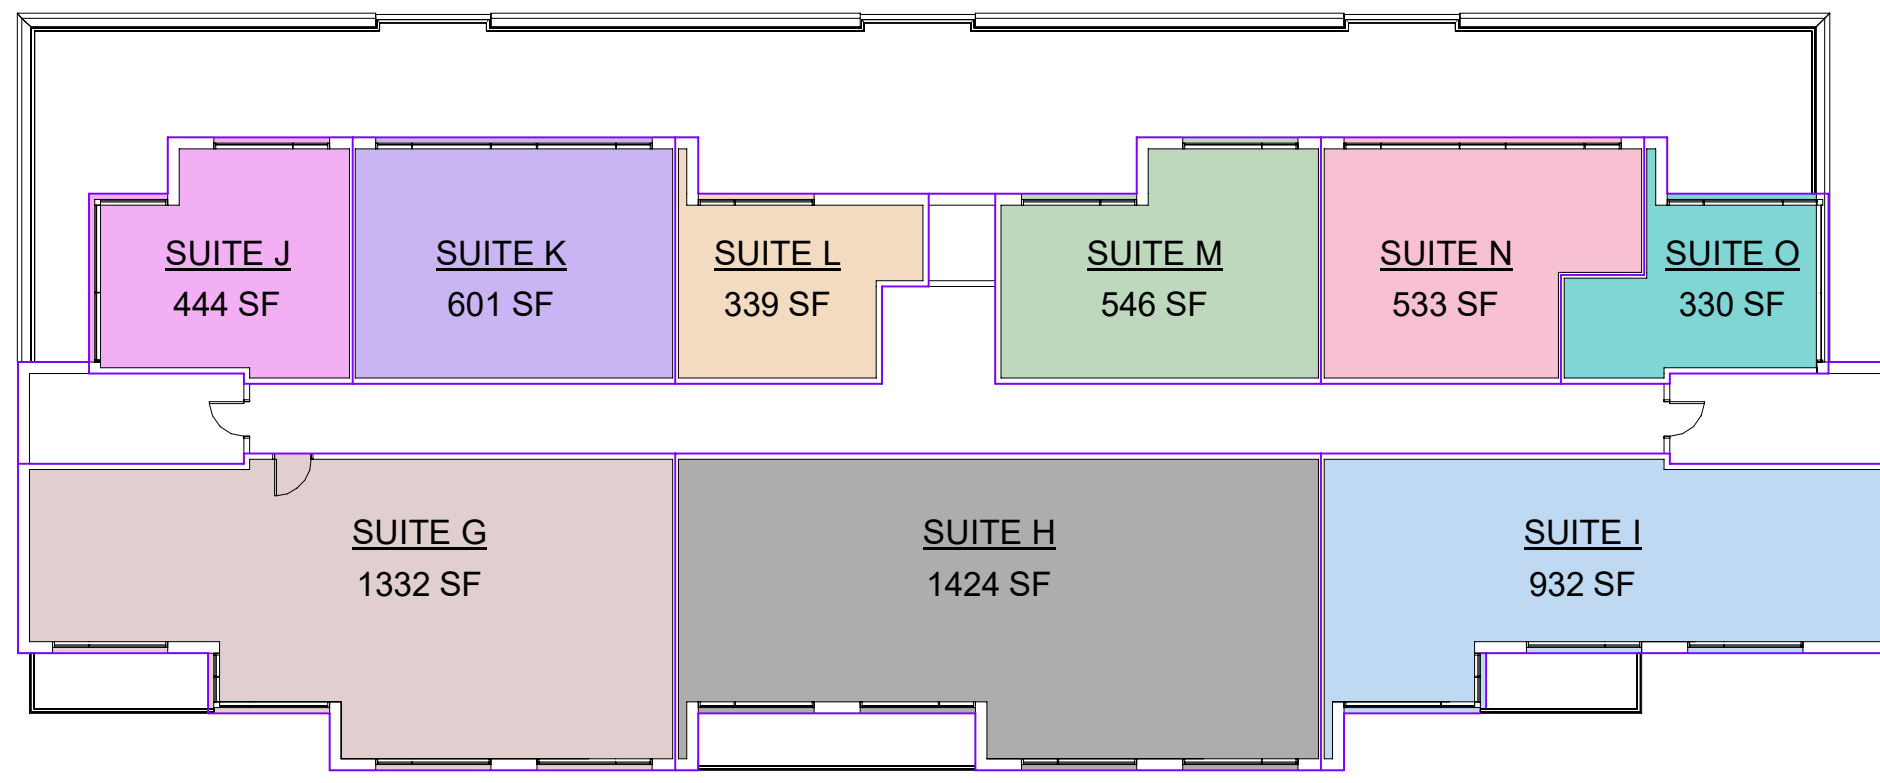 SUITE J
444 SF
SUITE K
601 SF
SUITE L
339 SF
SUITE M
546 SF
SUITE N
533 SF
SUITE O
330 SF
SUITE G
1332 SF
SUITE H
1424 SF
SUITE I
932 SF